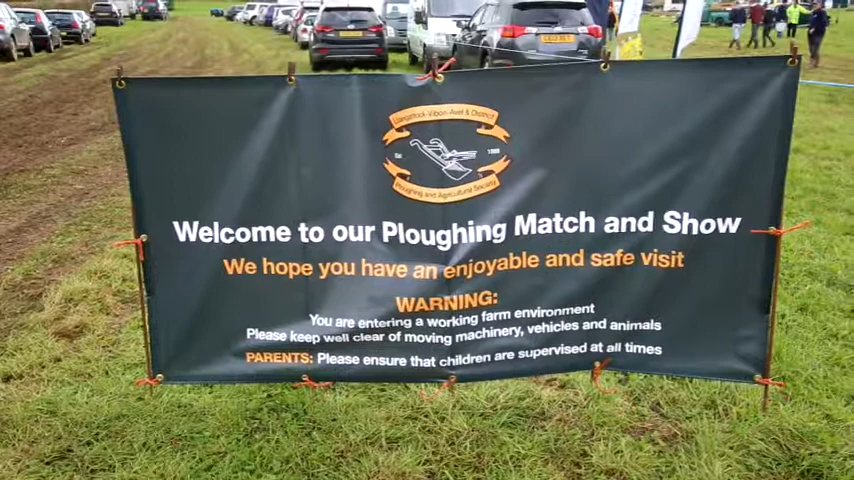 Llangattock-Vibon-Avel & District
Est 1888
Ploughing and Agricultural Society
Welcome to our Ploughing Match and Show
We hope you have an enjoyable and safe visit
WARNING:
You are entering a working farm environment
Please keep well clear of moving machinery, vehicles and animals
PARENTS: Please ensure that children are supervised at all times